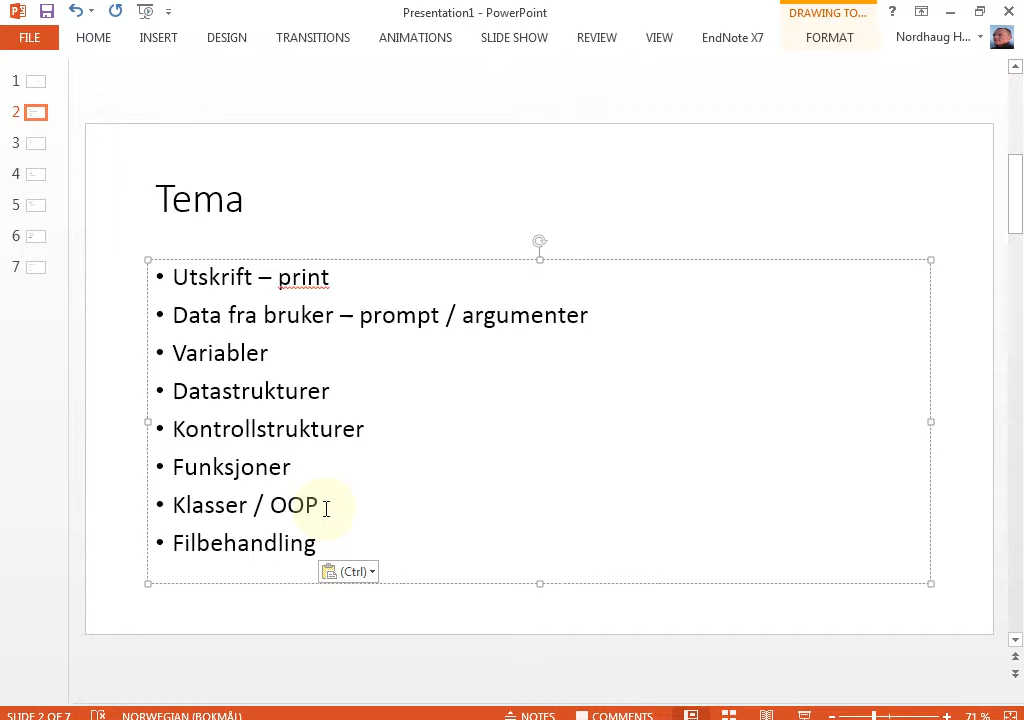 Presentation1 - PowerPoint
DRAWING TO...
?
FILE
HOME
INSERT
DESIGN
TRANSITIONS
ANIMATIONS
SLIDE SHOW
REVIEW
VIEW
EndNote X7
FORMAT
Nordhaug H...
1
2
3
4
5
6
7
Tema
• Utskrift – print
• Data fra bruker – prompt / argumenter
• Variabler
• Datastrukturer
• Kontrollstrukturer
• Funksjoner
• Klasser / OOP
• Filbehandling
(Ctrl)
SLIDE 2 OF 7
NORWEGIAN (BOKMÅL)
NOTES
COMMENTS
71 %